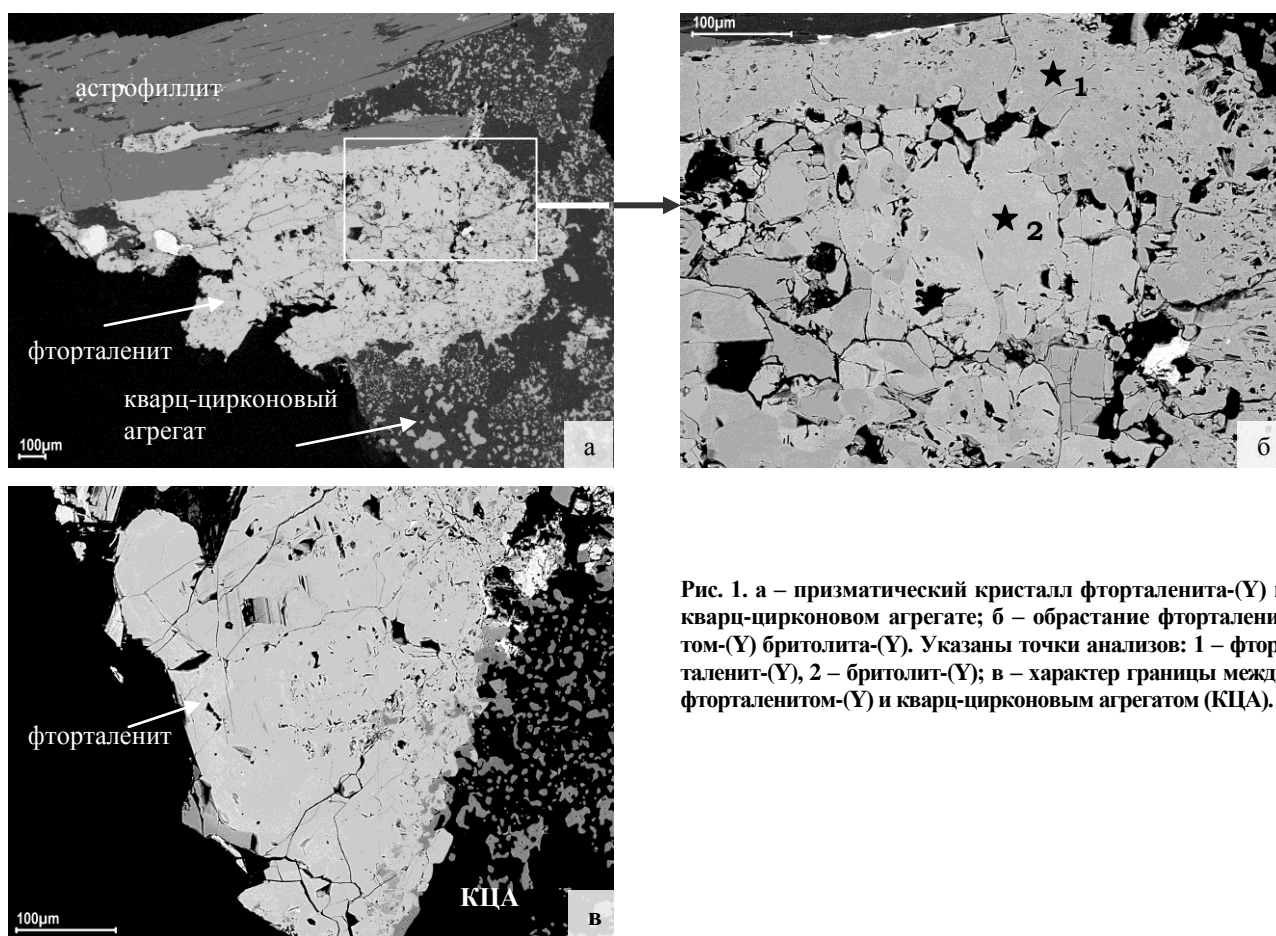 астрофиллит
фторталенит
кварц-цирконовый
агрегат
100µm
а
100µm
1
2
б
фторталенит
КЦА
100µm
в
Рис. 1. а – призматический кристалл фторталенита-(Y)
кварц-цирконовом агрегате; б – обрастание фторталени
том-(Y) бритолита-(Y). Указаны точки анализов: 1 – фтор
таленит-(Y), 2 – бритолит-(Y); в – характер границы межд
фторталенитом-(Y) и кварц-цирконовым агрегатом (КЦА).